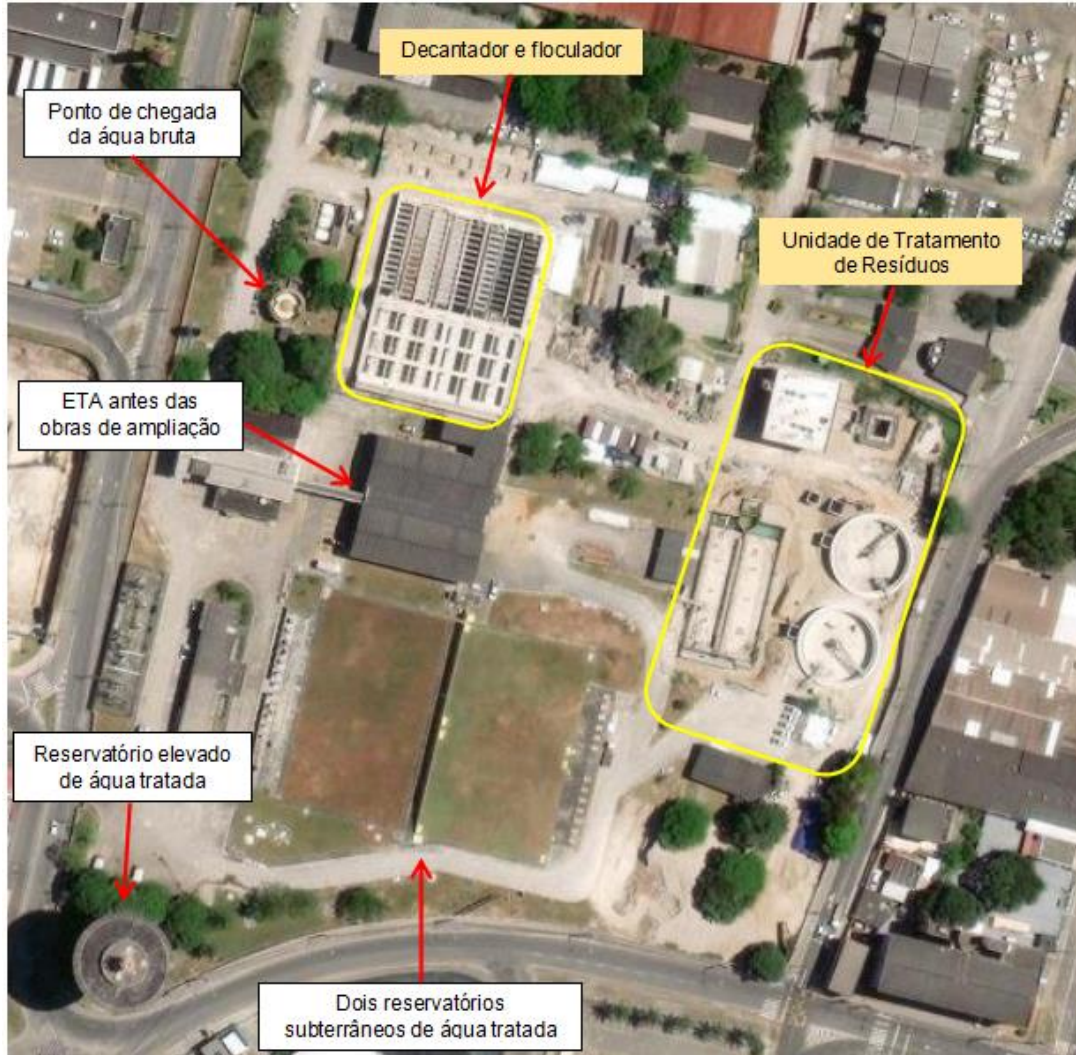 Decantador e floculador
Ponto de chegada
da água bruta
Unidade de Tratamento
de Resíduos
ETA antes das
obras de ampliação
Reservatório elevado
de água tratada
Dois reservatórios
subterrâneos de água tratada